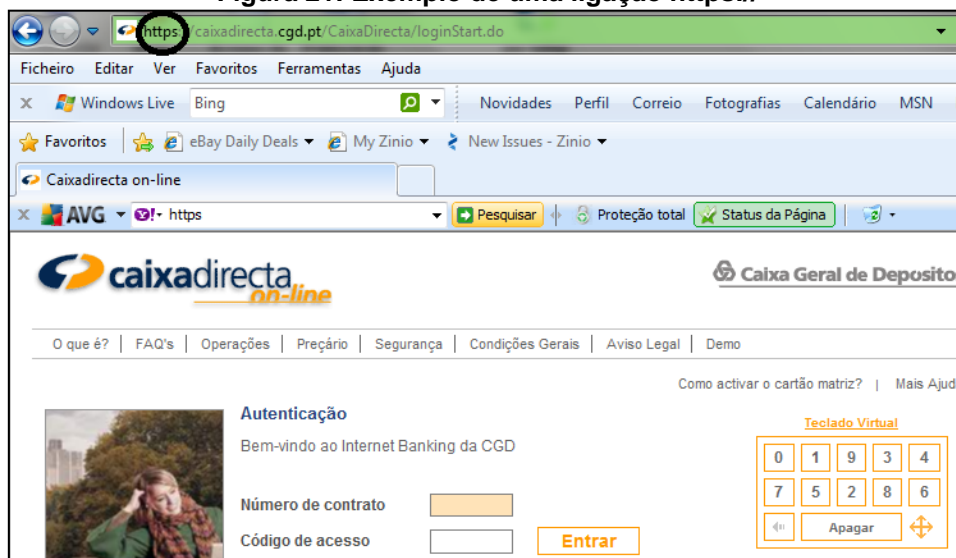 https://caixadirecta.cgd.pt/CaixaDirecta/loginStart.do
Ficheiro Editar Ver Favoritos Ferramentas Ajuda
x Windows Live Bing Novidades Perfil Correio Fotografias Calendário MSN
Favoritos eBay Daily Deals My Zinio New Issues - Zinio
Caixadirecta on-line
x AVG https Pesquisar Proteção total Status da Página
caixadirecta Caixa Geral de Deposito
on-line
O que é? | FAQ's | Operações | Preçário | Segurança | Condições Gerais | Aviso Legal | Demo
Como activar o cartão matriz? | Mais Ajud
Autenticação
Teclado Virtual
Bem-vindo ao Internet Banking da CGD
0 1 9 3 4
7 5 2 8 6
Número de contrato
Apagar
Código de acesso Entrar